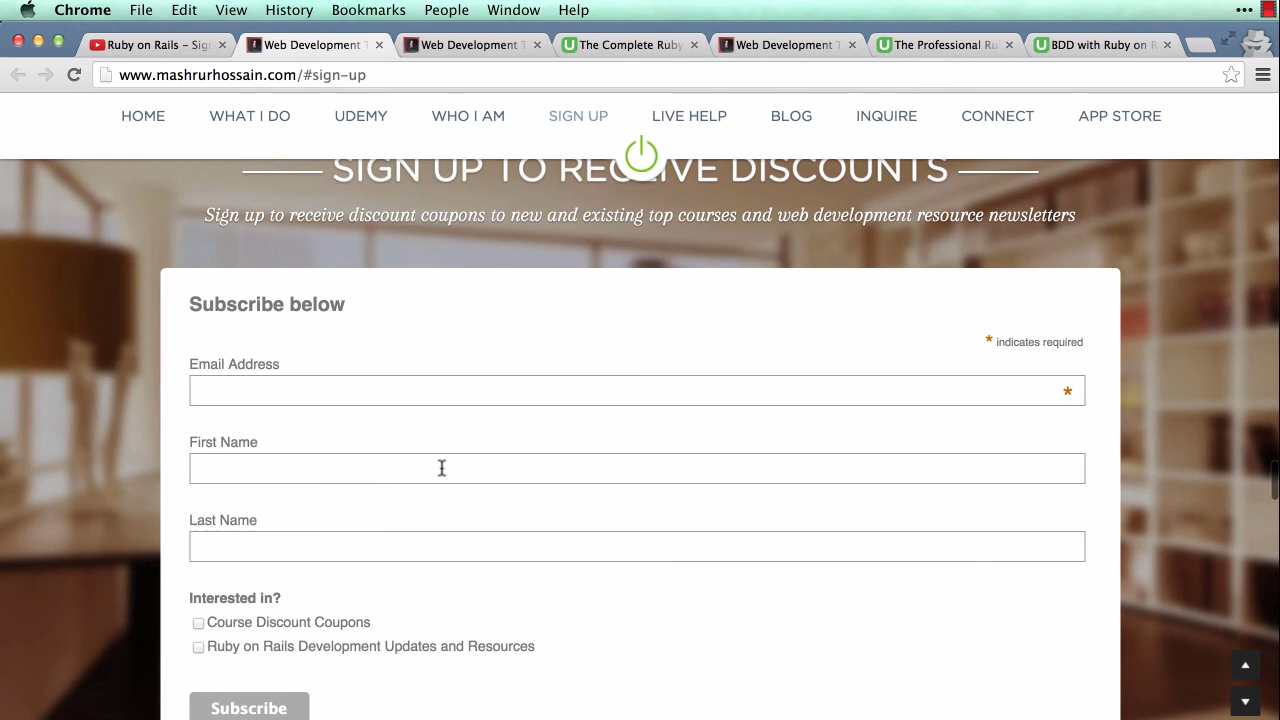 Chrome File Edit View History Bookmarks People Window Help
Ruby on Rails – Sig
Web Development T
Web Development T
The Complete Ruby
Web Development T
The Professional Ru
BDD with Ruby on R
www.mashrurhossain.com/#sign-up
HOME WHAT I DO UDEMY WHO I AM SIGN UP LIVE HELP BLOG INQUIRE CONNECT APP STORE
SIGN UP TO RECEIVE DISCOUNTS
Sign up to receive discount coupons to new and existing top courses and web development resource newsletters
Subscribe below
* indicates required
Email Address
*
First Name
Last Name
Interested in?
Course Discount Coupons
Ruby on Rails Development Updates and Resources
Subscribe